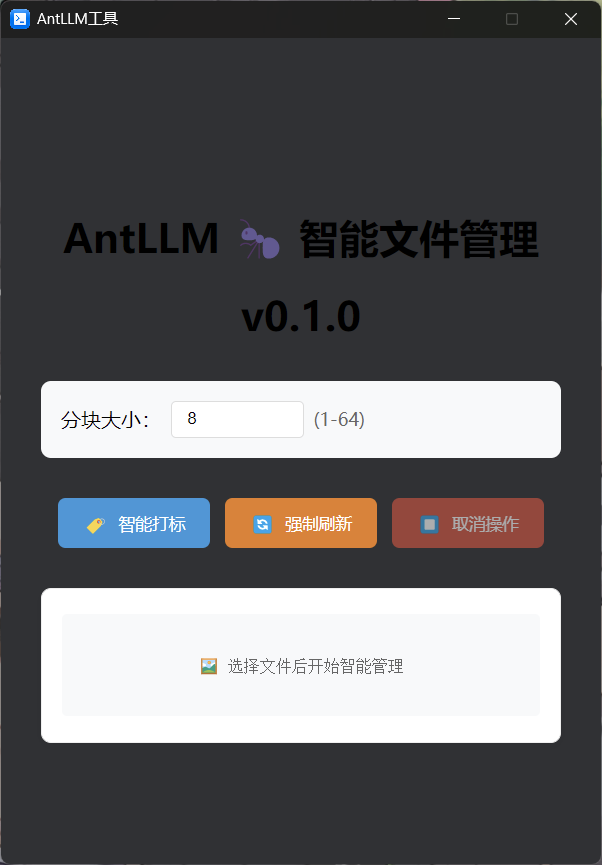 AntLLM工具
AntLLM 🐜 智能文件管理
v0.1.0
分块大小： 8 (1-64)
🏷️ 智能打标 🔄 强制刷新 ⏹️ 取消操作
🖼️ 选择文件后开始智能管理